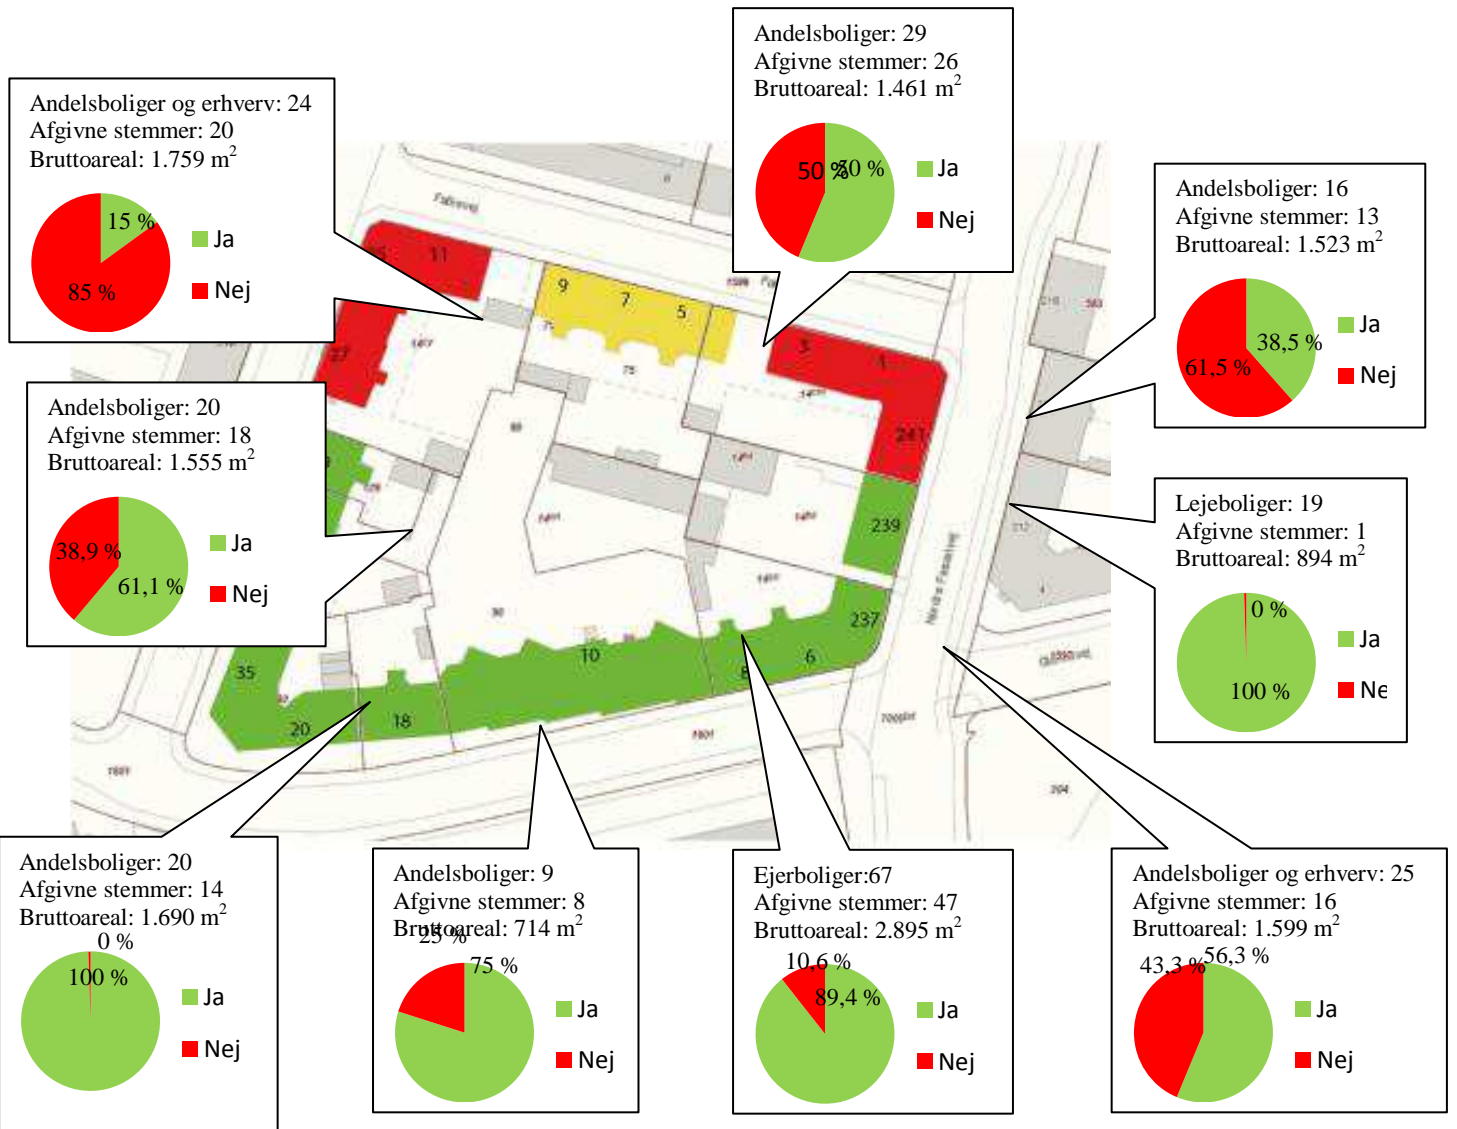 Andelsboliger: 29
Afgivne stemmer: 26
Bruttoareal: 1.461 m²
50 %
50 %
Ja
Nej
Andelsboliger og erhverv: 24
Afgivne stemmer: 20
Bruttoareal: 1.759 m²
15 %
85 %
Ja
Nej
Andelsboliger: 16
Afgivne stemmer: 13
Bruttoareal: 1.523 m²
38,5 %
61,5 %
Ja
Nej
Andelsboliger: 20
Afgivne stemmer: 18
Bruttoareal: 1.555 m²
38,9 %
61,1 %
Ja
Nej
Lejeboliger: 19
Afgivne stemmer: 1
Bruttoareal: 894 m²
0 %
100 %
Ja
Ne
11
9
7
5
3
1
27
75
75
241
239
237
35
20
18
10
8
6
Andelsboliger: 20
Afgivne stemmer: 14
Bruttoareal: 1.690 m²
0 %
100 %
Ja
Nej
Andelsboliger: 9
Afgivne stemmer: 8
Bruttoareal: 714 m²
25 %
75 %
Ja
Nej
Ejerboliger:67
Afgivne stemmer: 47
Bruttoareal: 2.895 m²
10,6 %
89,4 %
Ja
Nej
Andelsboliger og erhverv: 25
Afgivne stemmer: 16
Bruttoareal: 1.599 m²
43,3 %
56,3 %
Ja
Nej